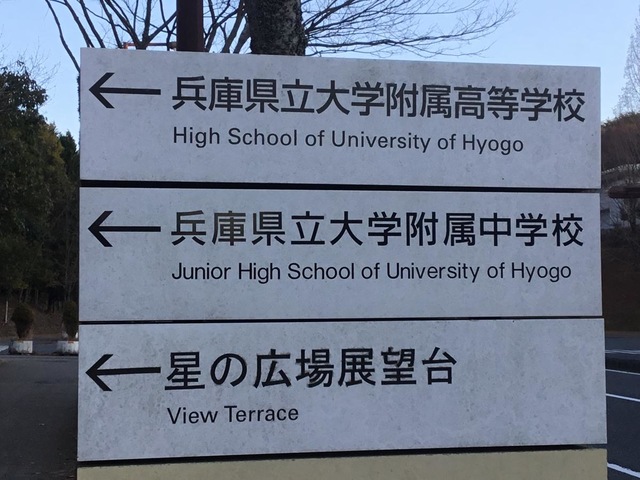 ← 兵庫県立大学附属高等学校
High School of University of Hyogo
← 兵庫県立大学附属中学校
Junior High School of University of Hyogo
← 星の広場展望台
View Terrace